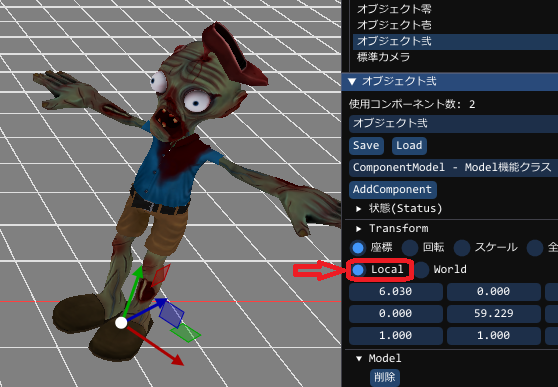 オブジェクト零
オブジェクト壱
オブジェクト弐
標準カメラ
▼ オブジェクト弐
使用コンポーネント数: 2
オブジェクト弐
Save Load
ComponentModel - Model機能クラス
AddComponent
▶ 状態(Status)
▶ Transform
座標 回転 スケール 全
Local World
6.030 0.000
0.000 59.229
1.000 1.000
▼ Model
削除